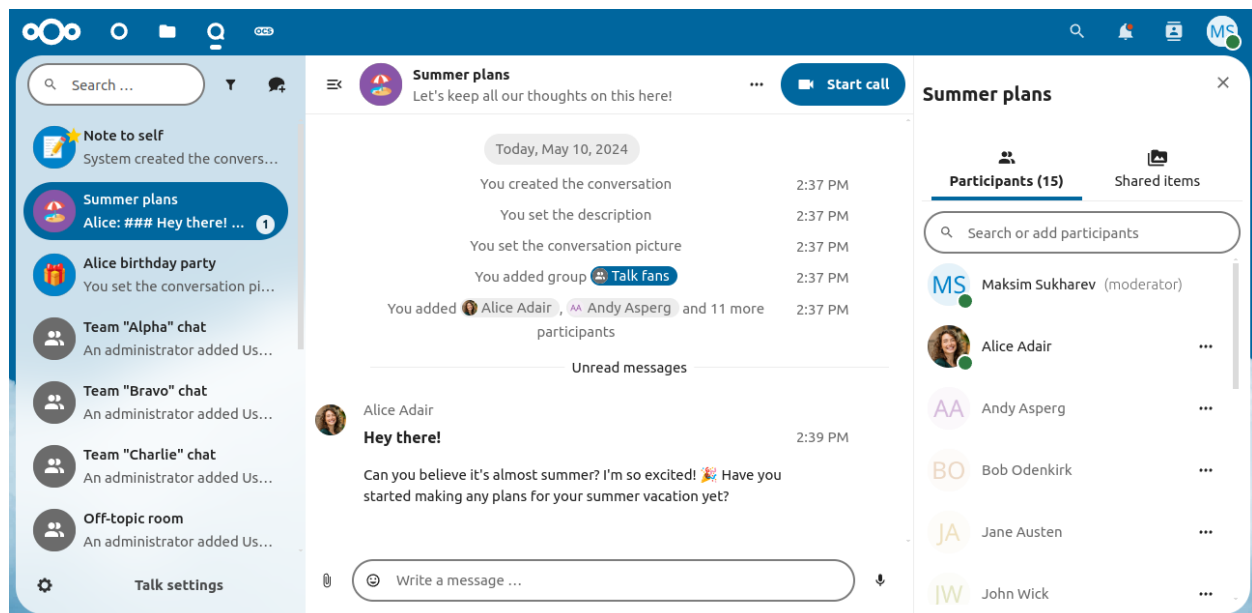 OCS
MS
Search ...
Note to self
System created the convers...
Summer plans
Alice: ### Hey there! ... 1
Alice birthday party
You set the conversation pi...
Team "Alpha" chat
An administrator added Us...
Team "Bravo" chat
An administrator added Us...
Team "Charlie" chat
An administrator added Us...
Off-topic room
An administrator added Us...
Talk settings
Summer plans
Let's keep all our thoughts on this here!
Start call
Today, May 10, 2024
You created the conversation 2:37 PM
You set the description 2:37 PM
You set the conversation picture 2:37 PM
You added group Talk fans 2:37 PM
You added Alice Adair, AA Andy Asperg and 11 more 2:37 PM
participants
Unread messages
Alice Adair
Hey there! 2:39 PM
Can you believe it's almost summer? I'm so excited! 🎉 Have you
started making any plans for your summer vacation yet?
Write a message ...
Summer plans
Participants (15)
Shared items
Search or add participants
MS Maksim Sukharev (moderator)
Alice Adair
AA Andy Asperg
BO Bob Odenkirk
JA Jane Austen
JW John Wick